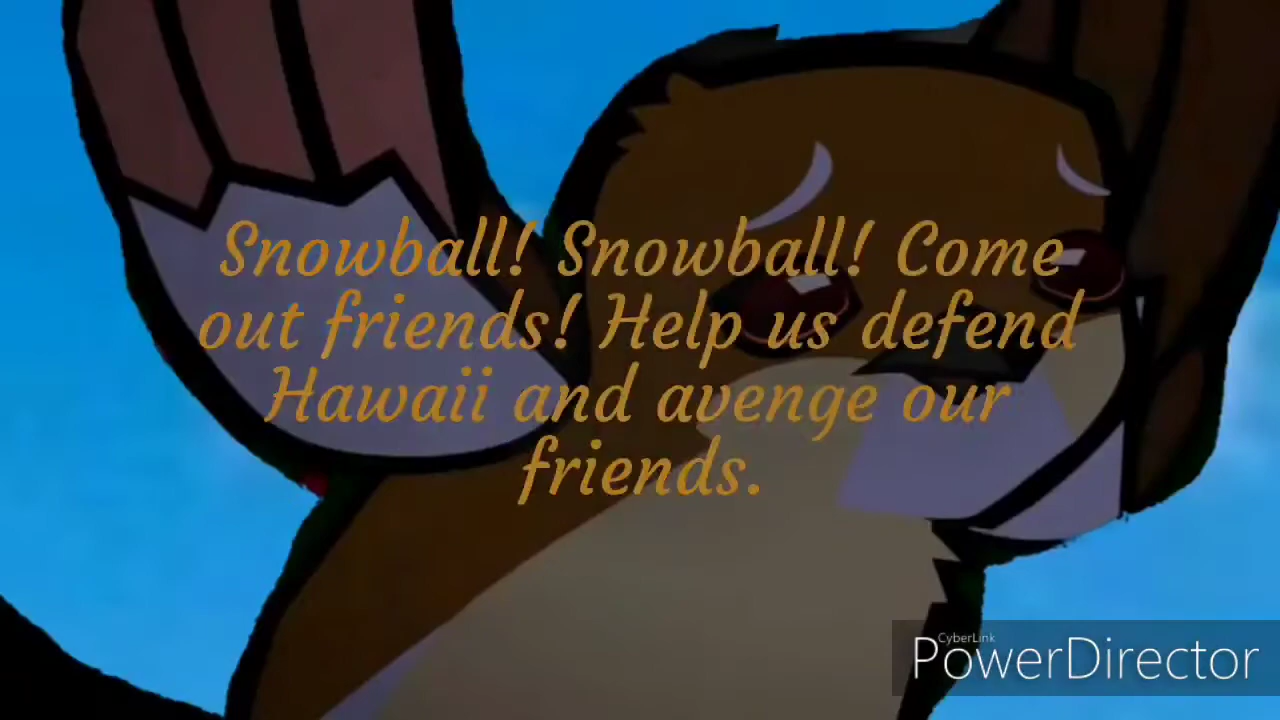 Snowball! Snowball! Come
out friends! Help us defend
Hawaii and avenge our
friends.
CyberLink
PowerDirector